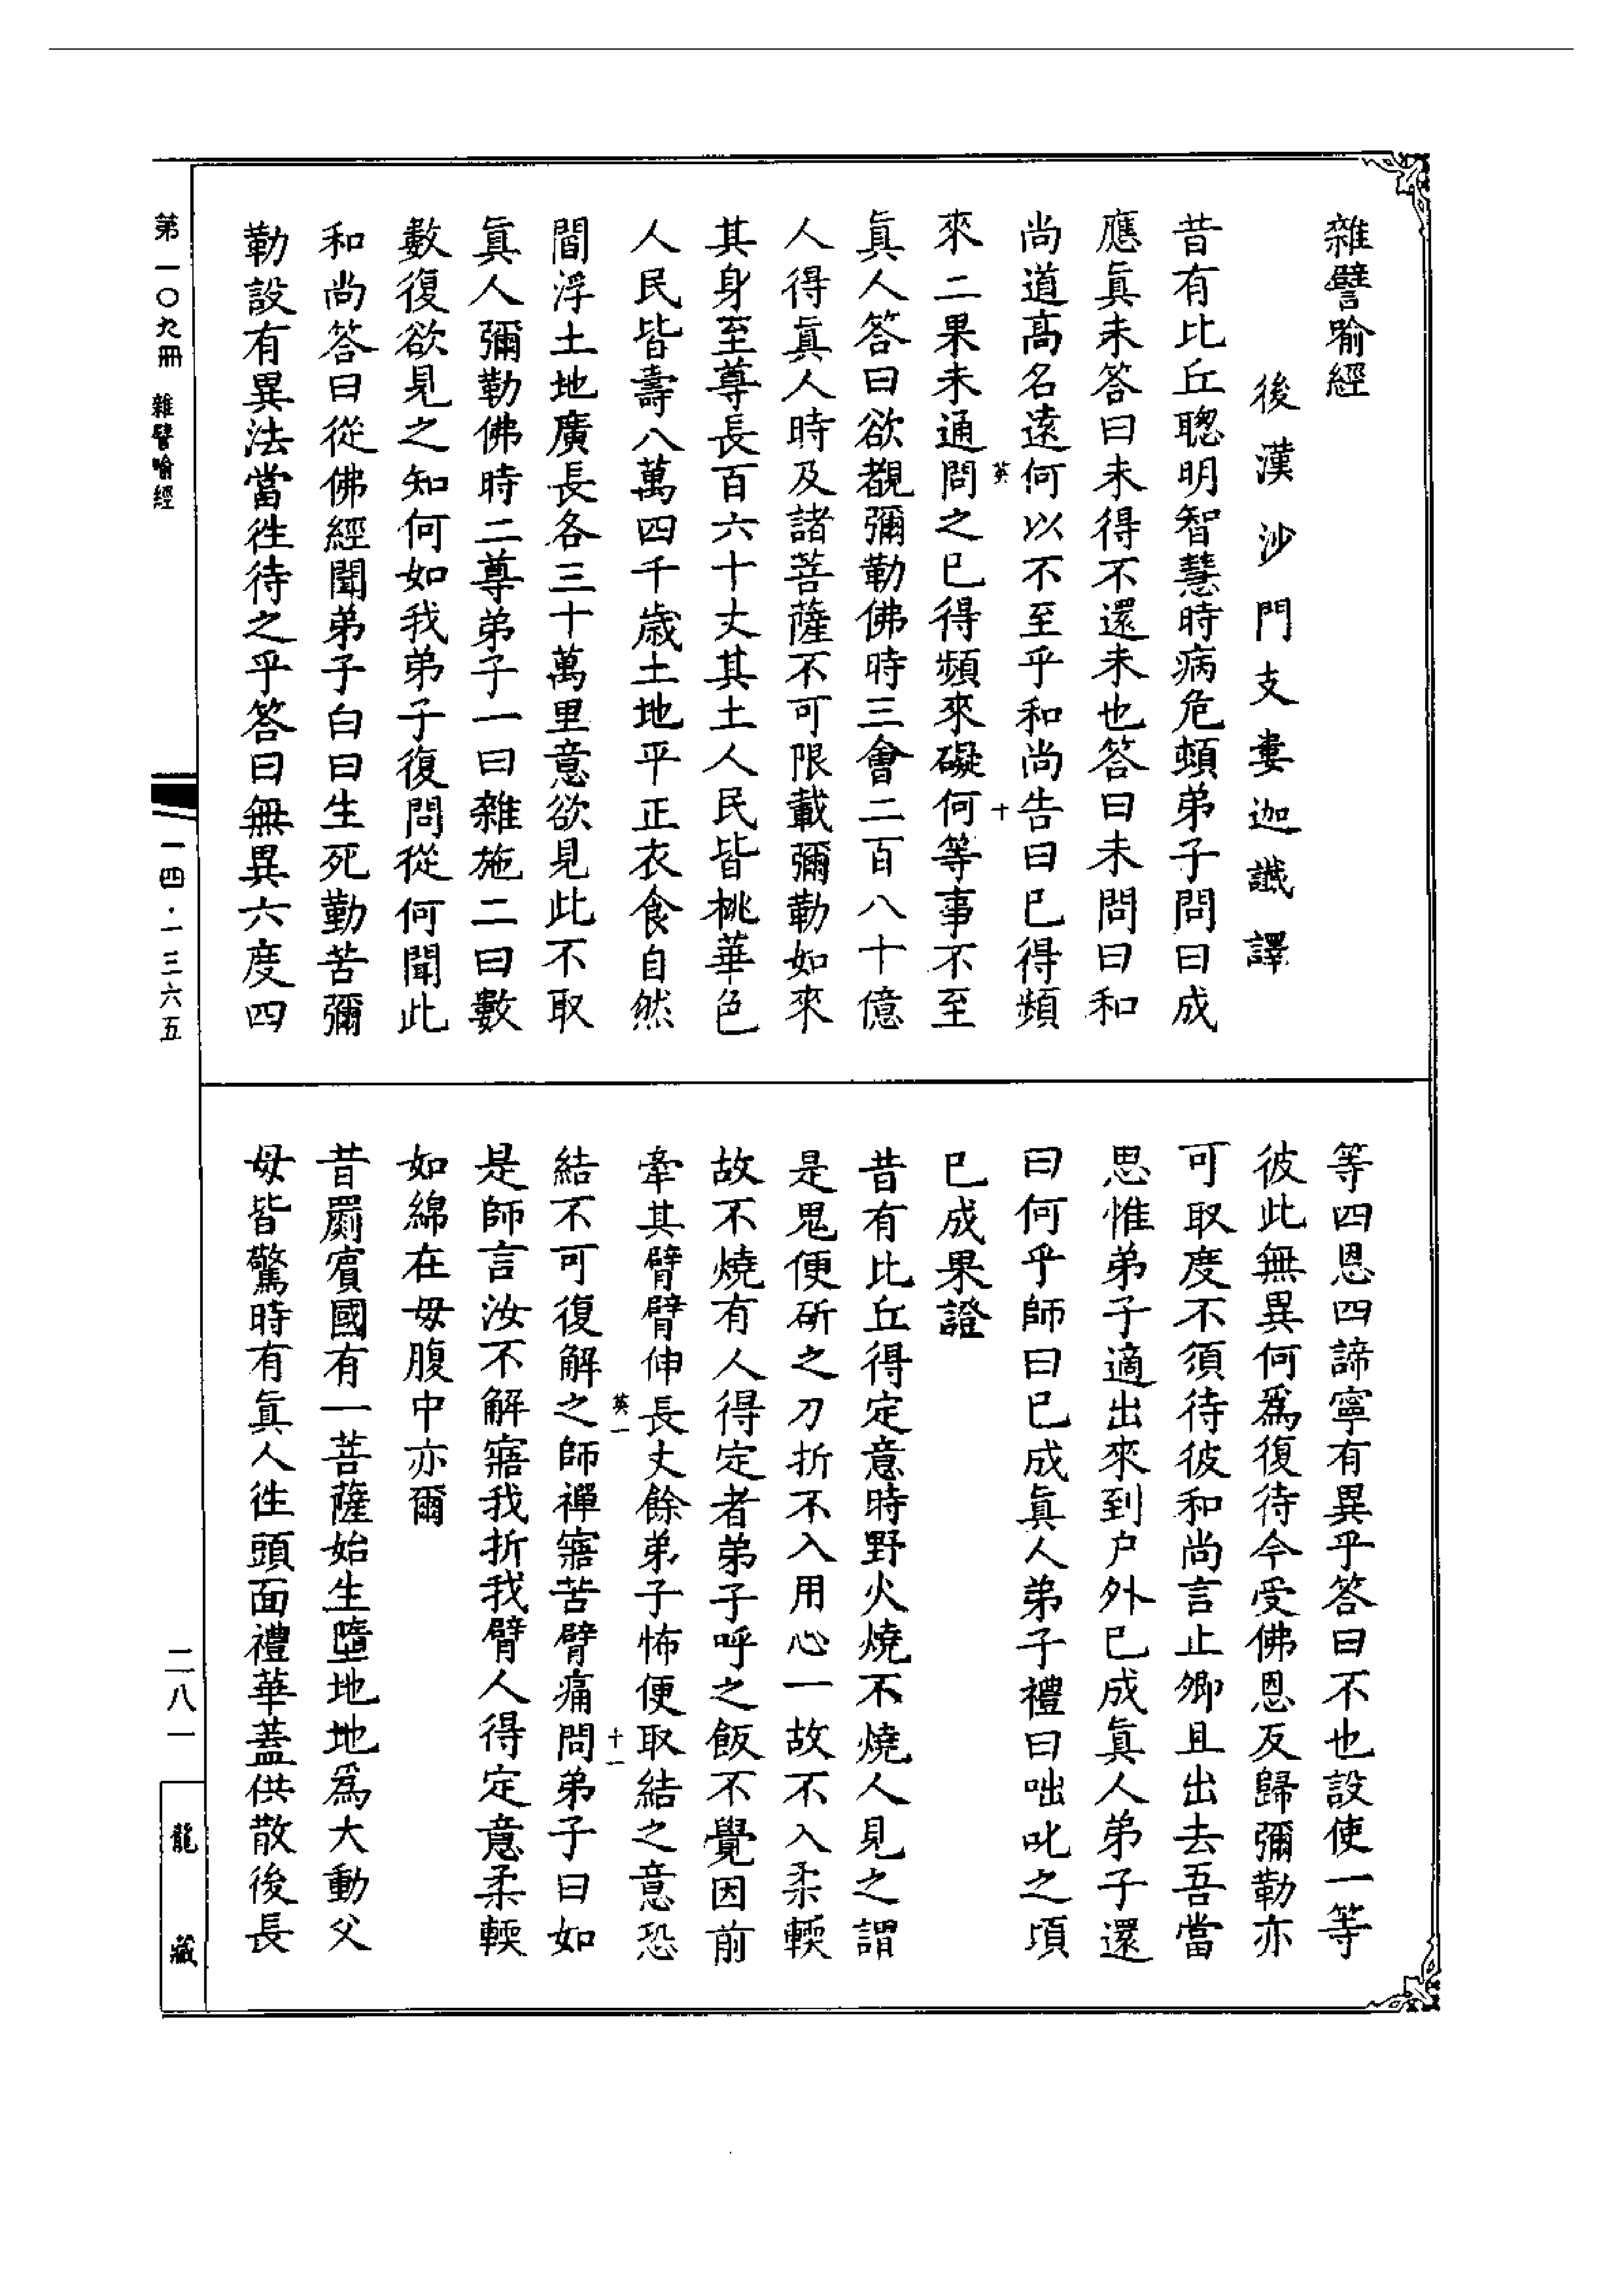 雜譬喻經
後漢沙門支婁迦讖譯
昔有比丘聰明智慧時病危頓弟子問曰成
應眞未答曰未得不還未也答曰未問曰和
尚道高名遠何以不至乎和尚告曰已得頻
英
十
來二果未通問之已得頻來礙何等事不至
眞人答曰欲覩彌勒佛時三會二百八十億
人得眞人時及諸菩薩不可限載彌勒如來
其身至尊長百六十丈其土人民皆桃華色
人民皆壽八萬四千歲土地平正衣食自然
閻浮土地廣長各三十萬里意欲見此不取
眞人彌勒佛時二尊弟子一曰雜施二曰數
數復欲見之知何如我弟子復問從何聞此
和尚答曰從佛經聞弟子白曰生死勤苦彌
勒設有異法當徃待之乎答曰無異六度四
等四恩四諦寧有異乎答曰不也設使一等
彼此無異何爲復待今受佛恩反歸彌勒亦
可取度不須待彼和尚言止卿且出去吾當
思惟弟子適出來到户外已成眞人弟子還
曰何乎師曰已成眞人弟子禮曰咄叱之頃
已成果證
昔有比丘得定意時野火燒不燒人見之謂
是鬼便斫之刀折不入用心一故不入柔輭
故不燒有人得定者弟子呼之飯不覺因前
牽其臂臂伸長丈餘弟子怖便取結之意恐
英一
十一
結不可復解之師禪寤苦臂痛問弟子曰如
是師言汝不解寤我折我臂人得定意柔輭
如綿在母腹中亦爾
昔罽賓國有一菩薩始生墮地地爲大動父
母皆驚時有眞人徃頭面禮華蓋供散後長
第一〇九冊 雜譬喻經
一四·一三六五
二八一
龍藏